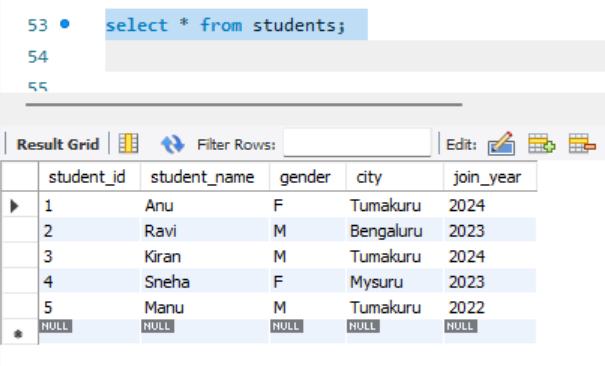 53 select * from students;
54
55
Result Grid Filter Rows: Edit:
student_id student_name gender city join_year
1 Anu F Tumakuru 2024
2 Ravi M Bengaluru 2023
3 Kiran M Tumakuru 2024
4 Sneha F Mysuru 2023
5 Manu M Tumakuru 2022
NULL NULL NULL NULL NULL